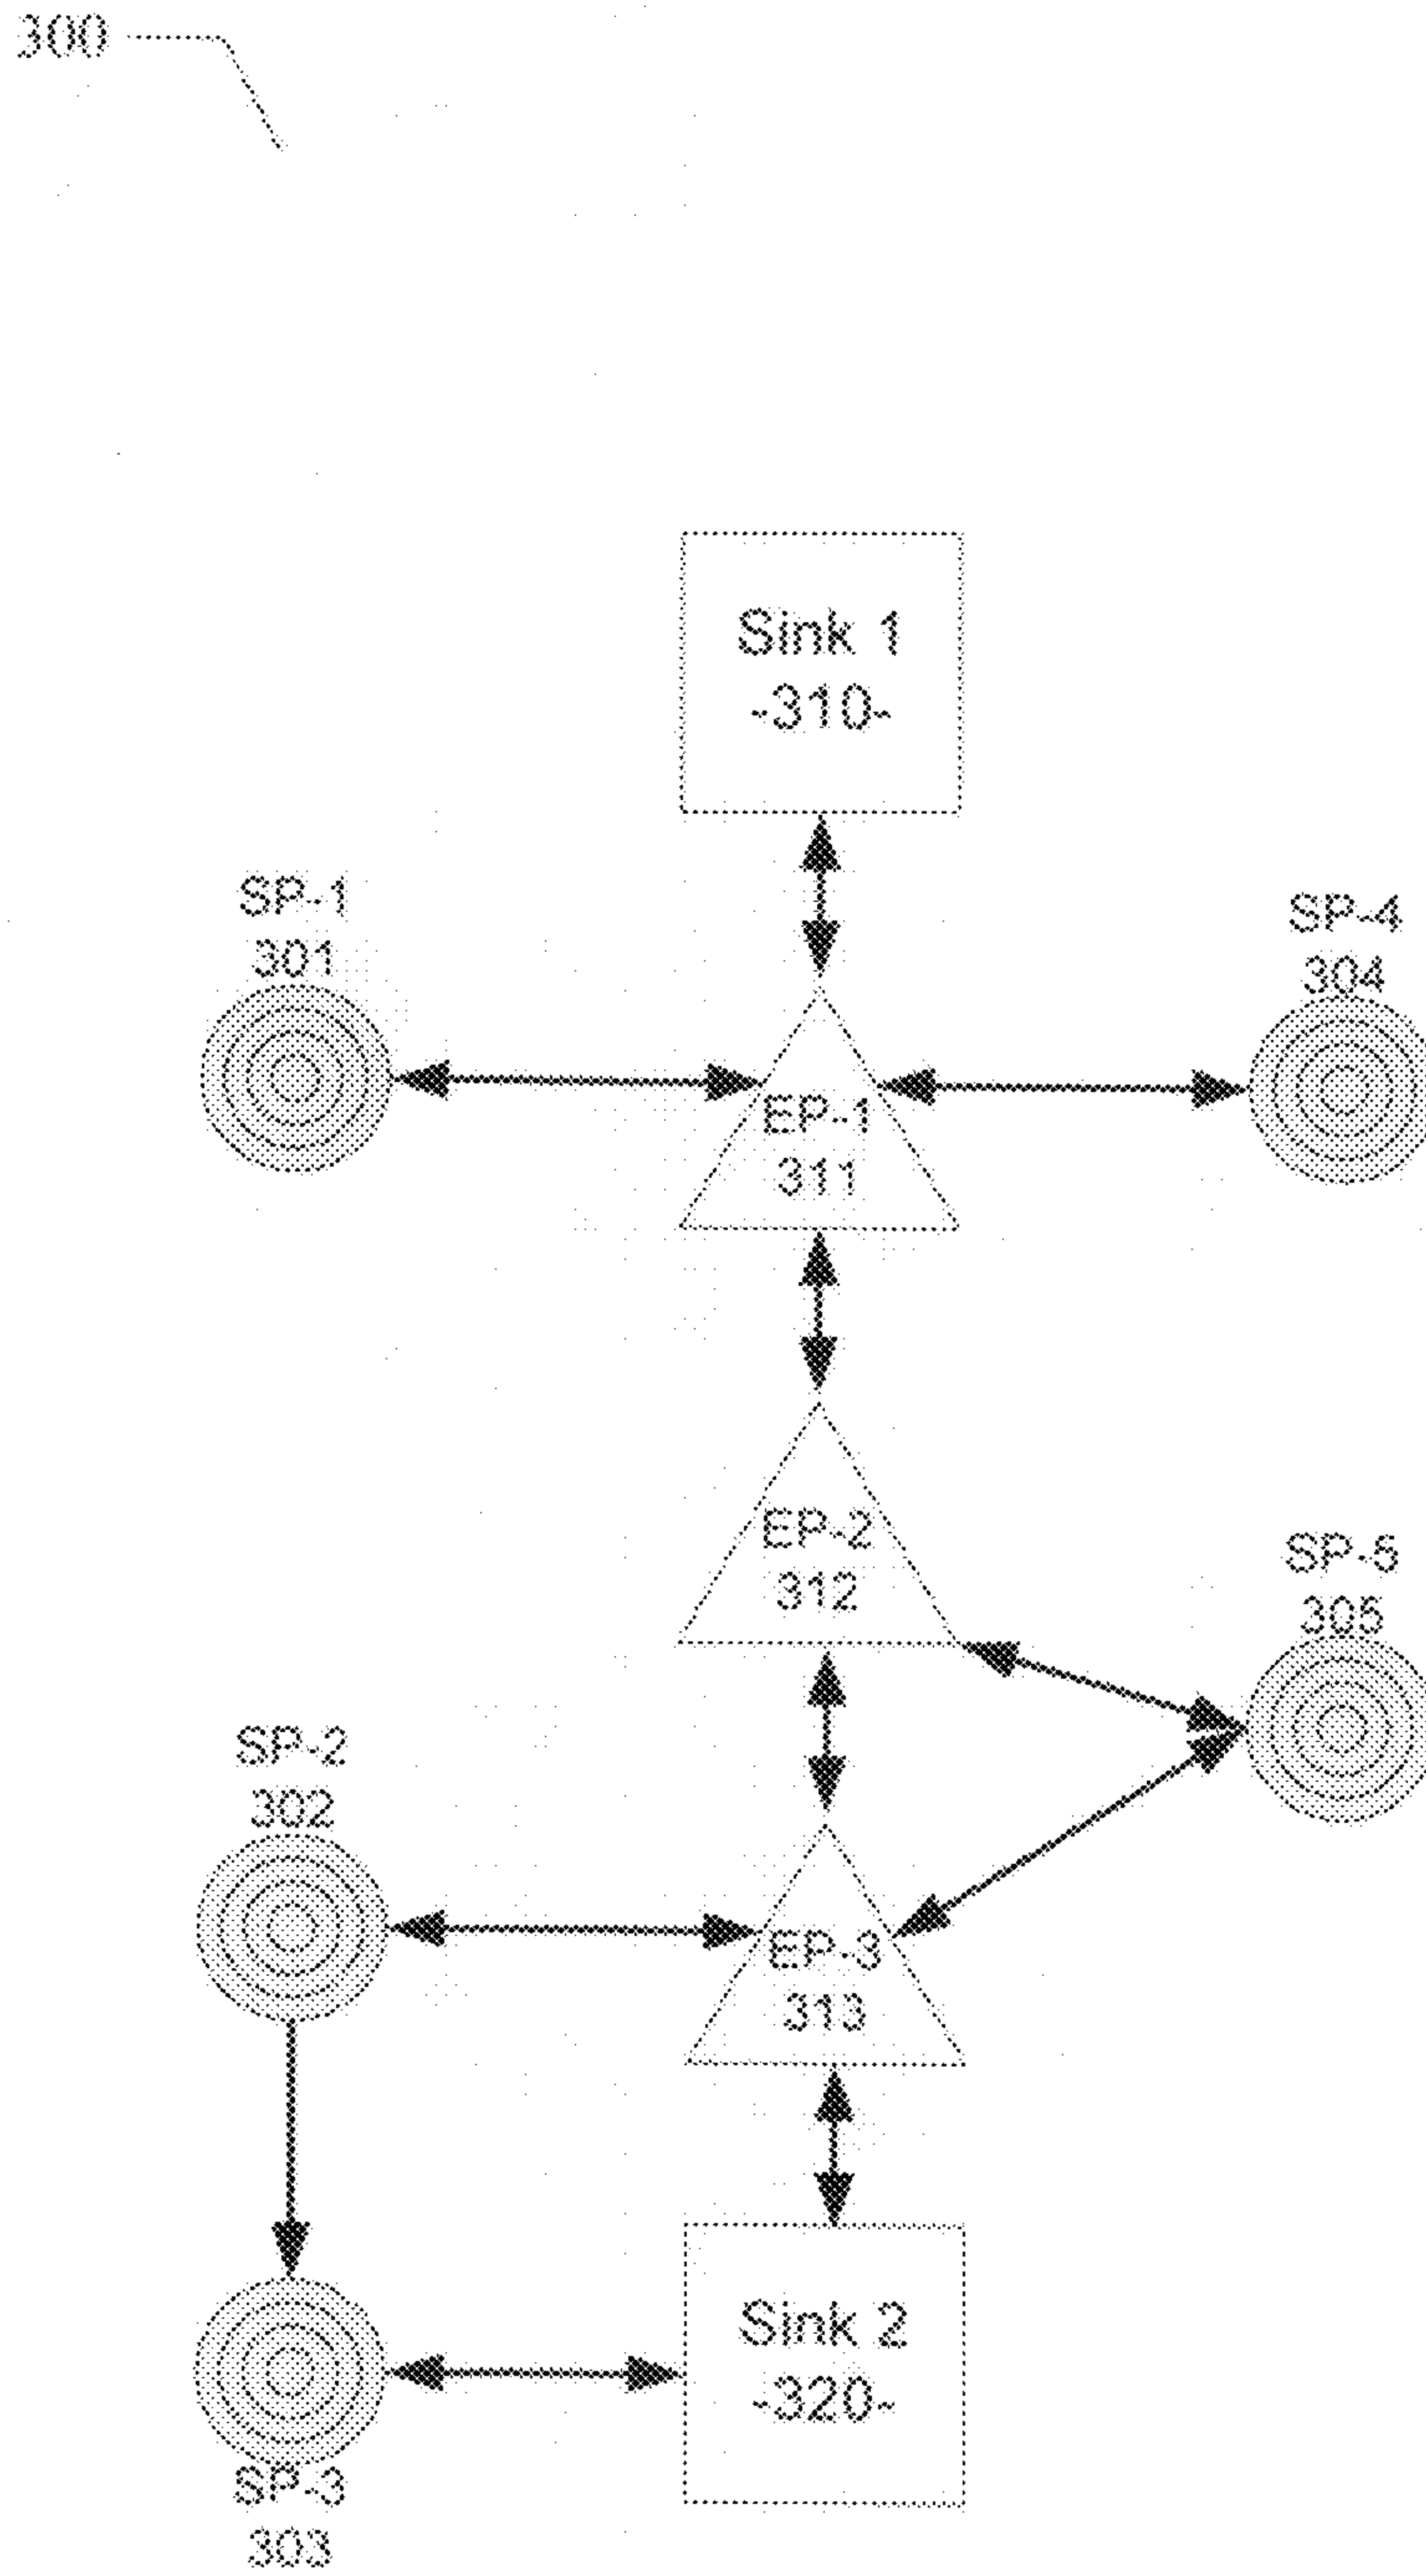 300
Sink 1
-310-
SP-1
301
SP-4
304
EP-1
311
EP-2
312
SP-5
305
SP-2
302
EP-3
313
Sink 2
-320-
SP-3
303